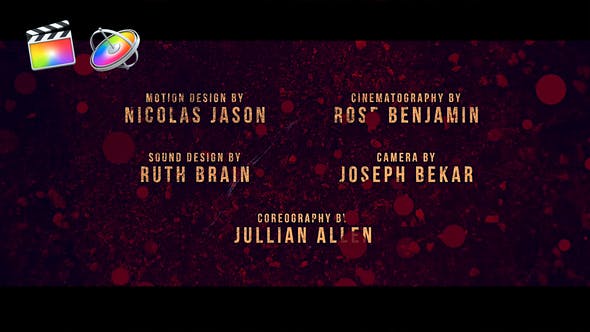 MOTION DESIGN BY
NICOLAS JASON
CINEMATOGRAPHY BY
ROSE BENJAMIN
SOUND DESIGN BY
RUTH BRAIN
CAMERA BY
JOSEPH BEKAR
COREOGRAPHY BY
JULLIAN ALLEN